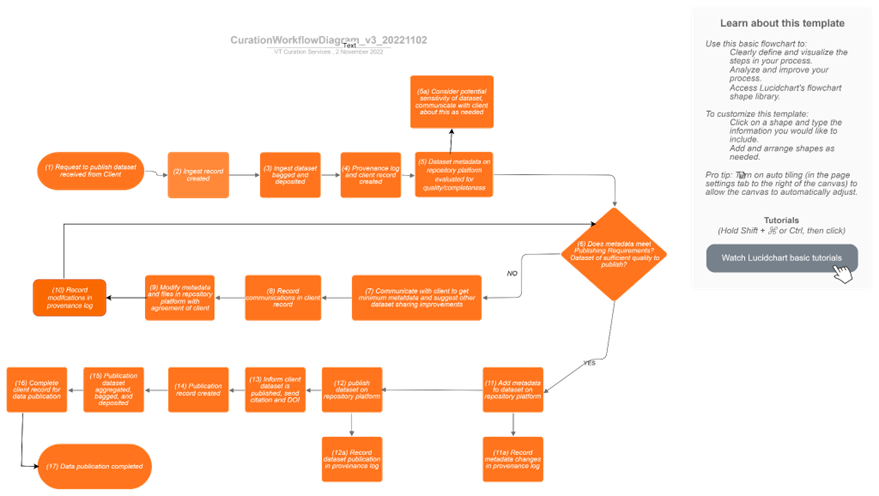 CurationWorkflowDiagram_v3_20221102
Text
VT Curation Services , 2 November 2022
Learn about this template
Use this basic flowchart to:
Clearly define and visualize the
steps in your process.
Analyze and improve your
process.
Access Lucidchart's flowchart
shape library.
To customize this template:
Click on a shape and type the
information you would like to
include.
Add and arrange shapes as
needed.
Pro tip: Turn on auto tiling (in the page
settings tab to the right of the canvas) to
allow the canvas to automatically adjust.
Tutorials
(Hold Shift + ⌘ or Ctrl, then click)
Watch Lucidchart basic tutorials
(5a) Consider potential
sensitivity of dataset,
communicate with client
about this as needed
(1) Request to publish dataset
received from Client
(2) Ingest record
created
(3) Ingest dataset
bagged and
deposited
(4) Provenance log
and client record
created
(5) Dataset metadata on
repository platform
evaluated for
quality/completeness
(6) Does metadata meet
Publishing Requirements?
Dataset of sufficient quality to
publish?
NO
(7) Communicate with client to get
minimum metadata and suggest other
dataset sharing improvements
(8) Record
communications in client
record
(9) Modify metadata
and files in repository
platform with
agreement of client
(10) Record
modifications in
provenance log
YES
(11) Add metadata
to dataset on
repository platform
(11a) Record
metadata changes
in provenance log
(12) publish
dataset on
repository platform
(12a) Record
dataset publication
in provenance log
(13) Inform client
dataset is
published, send
citation and DOI
(14) Publication
record created
(15) Publication
dataset
aggregated,
bagged, and
deposited
(16) Complete
client record for
data publication
(17) Data publication completed